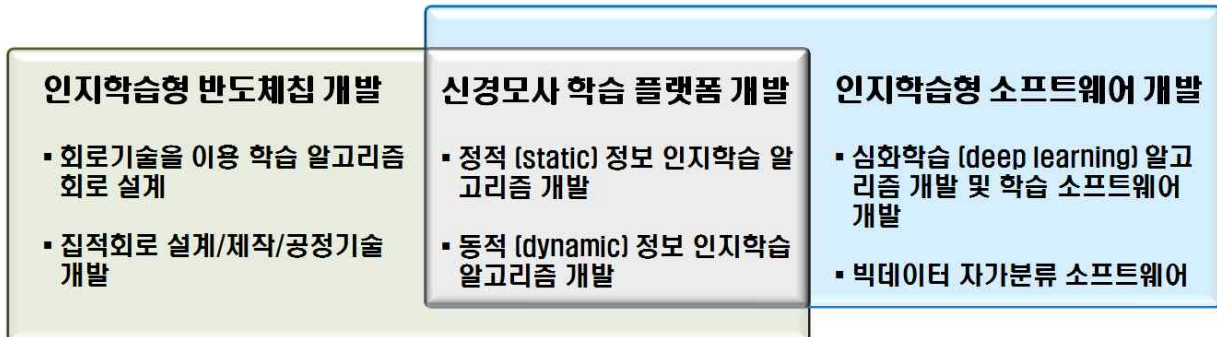 인지학습형 반도체칩 개발
▪ 회로기술을 이용 학습 알고리즘
회로 설계
▪ 집적회로 설계/제작/공정기술
개발
신경모사 학습 플랫폼 개발
▪ 정적 (static) 정보 인지학습 알
고리즘 개발
▪ 동적 (dynamic) 정보 인지학습
알고리즘 개발
인지학습형 소프트웨어 개발
▪ 심화학습 (deep learning) 알고
리즘 개발 및 학습 소프트웨어
개발
▪ 빅데이터 자가분류 소프트웨어